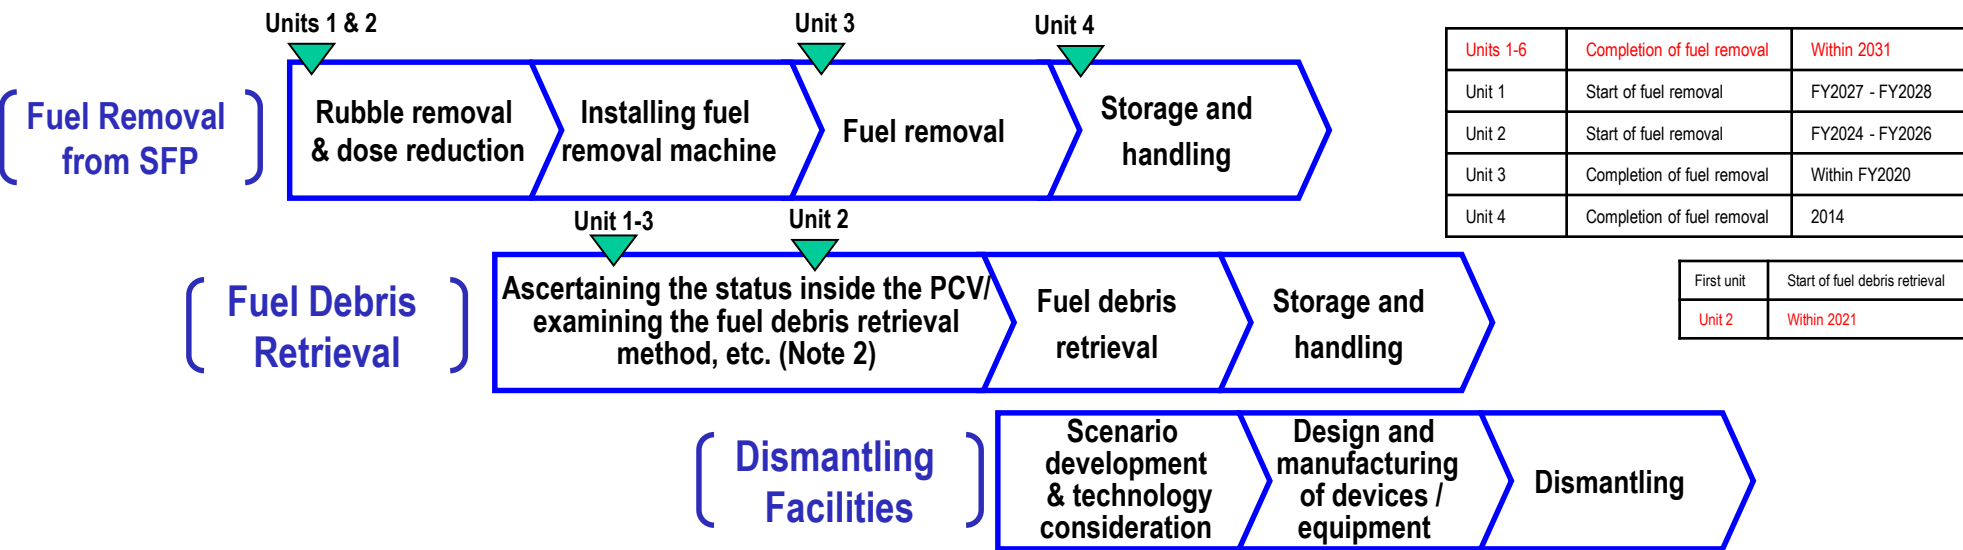 Units 1 & 2
Unit 3
Unit 4
Fuel Removal
from SFP
Rubble removal
& dose reduction
Installing fuel
removal machine
Fuel removal
Storage and
handling
Units 1-6 Completion of fuel removal Within 2031
Unit 1 Start of fuel removal FY2027 - FY2028
Unit 2 Start of fuel removal FY2024 - FY2026
Unit 3 Completion of fuel removal Within FY2020
Unit 4 Completion of fuel removal 2014
Unit 1-3
Unit 2
Fuel Debris
Retrieval
Ascertaining the status inside the PCV/
examining the fuel debris retrieval
method, etc. (Note 2)
Fuel debris
retrieval
Storage and
handling
First unit Start of fuel debris retrieval
Unit 2 Within 2021
Dismantling
Facilities
Scenario
development
& technology
consideration
Design and
manufacturing
of devices /
equipment
Dismantling